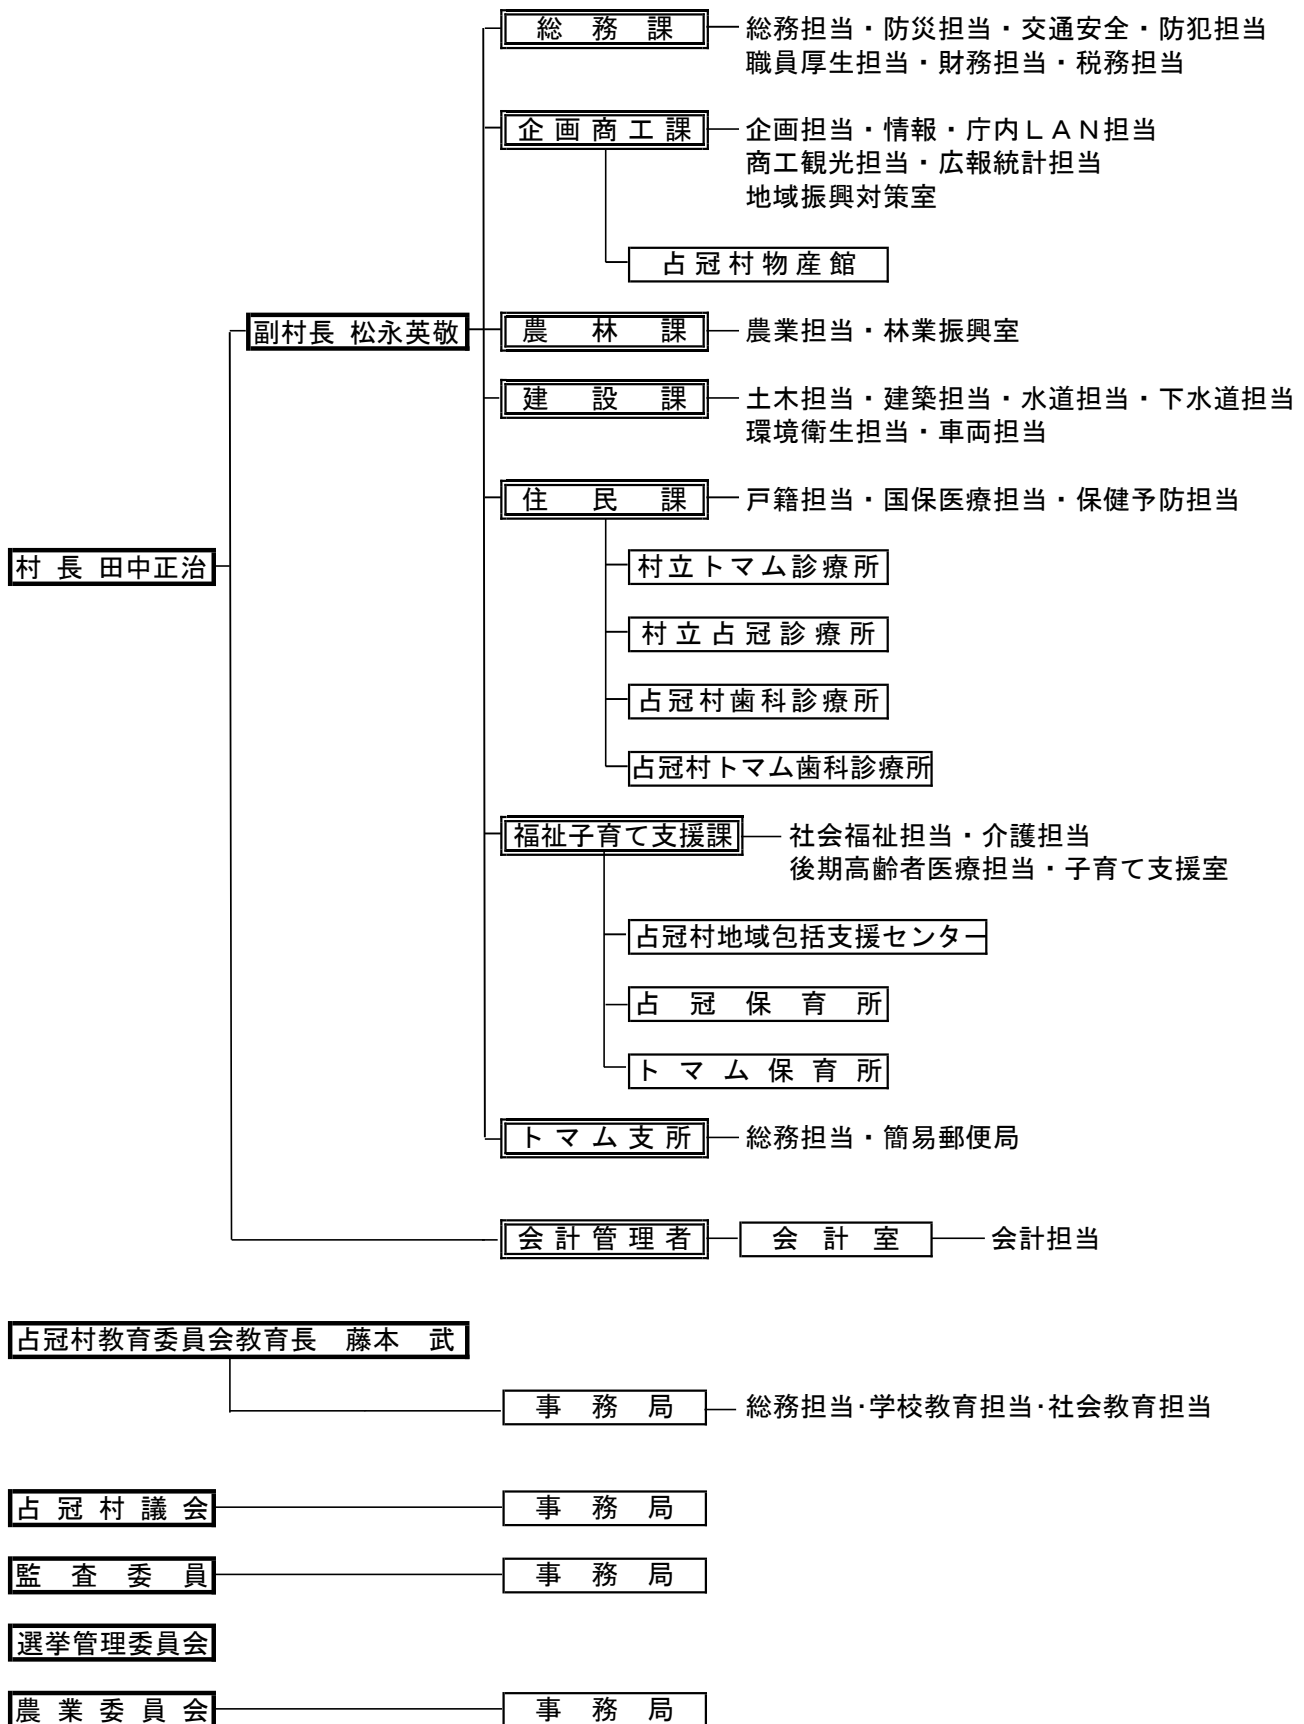 総務課
総務担当・防災担当・交通安全・防犯担当
職員厚生担当・財務担当・税務担当
企画商工課
企画担当・情報・庁内ＬＡＮ担当
商工観光担当・広報統計担当
地域振興対策室
占冠村物産館
副村長 松永英敬
農林課
農業担当・林業振興室
建設課
土木担当・建築担当・水道担当・下水道担当
環境衛生担当・車両担当
住民課
戸籍担当・国保医療担当・保健予防担当
村長 田中正治
村立トマム診療所
村立占冠診療所
占冠村歯科診療所
占冠村トマム歯科診療所
福祉子育て支援課
社会福祉担当・介護担当
後期高齢者医療担当・子育て支援室
占冠村地域包括支援センター
占冠保育所
トマム保育所
トマム支所
総務担当・簡易郵便局
会計管理者
会計室
会計担当
占冠村教育委員会教育長　藤本　武
事務局
総務担当･学校教育担当･社会教育担当
占冠村議会
事務局
監査委員
事務局
選挙管理委員会
農業委員会
事務局